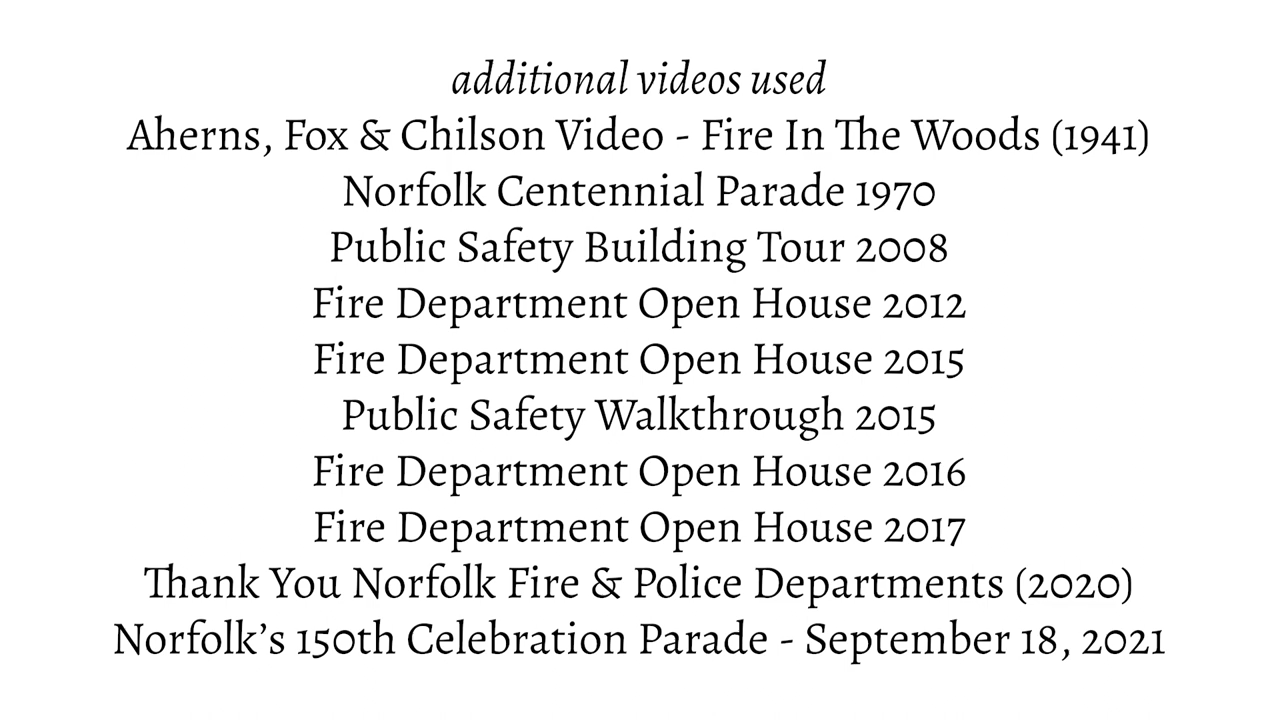 additional videos used
Aherns, Fox & Chilson Video - Fire In The Woods (1941)
Norfolk Centennial Parade 1970
Public Safety Building Tour 2008
Fire Department Open House 2012
Fire Department Open House 2015
Public Safety Walkthrough 2015
Fire Department Open House 2016
Fire Department Open House 2017
Thank You Norfolk Fire & Police Departments (2020)
Norfolk’s 150th Celebration Parade - September 18, 2021